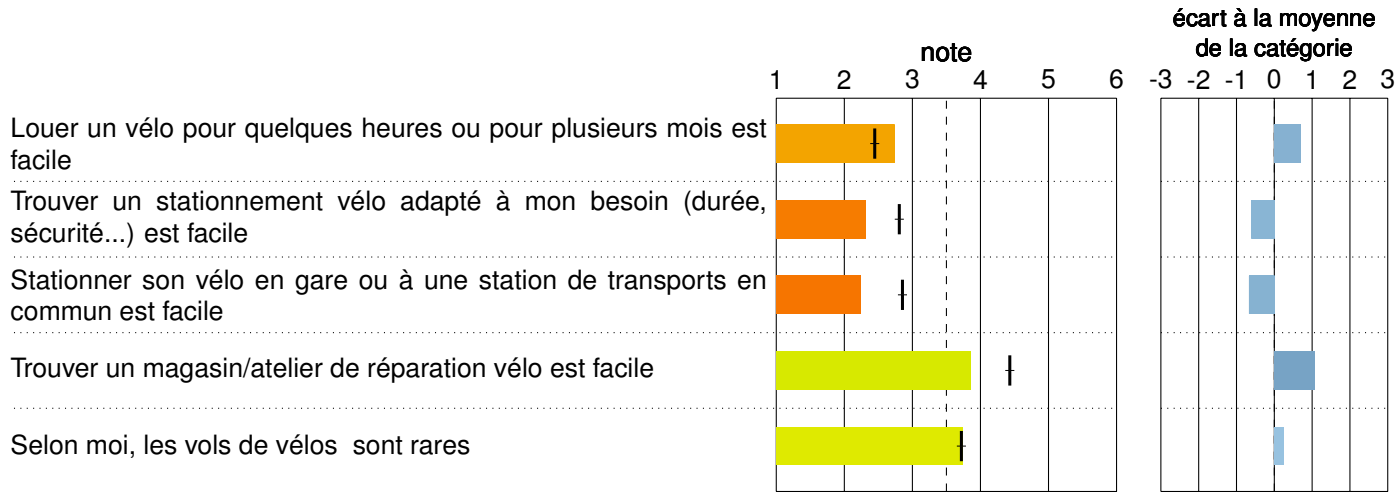 écart à la moyenne
de la catégorie
note
1 2 3 4 5 6
-3 -2 -1 0 1 2 3
Louer un vélo pour quelques heures ou pour plusieurs mois est
facile
Trouver un stationnement vélo adapté à mon besoin (durée,
sécurité...) est facile
Stationner son vélo en gare ou à une station de transports en
commun est facile
Trouver un magasin/atelier de réparation vélo est facile
Selon moi, les vols de vélos sont rares